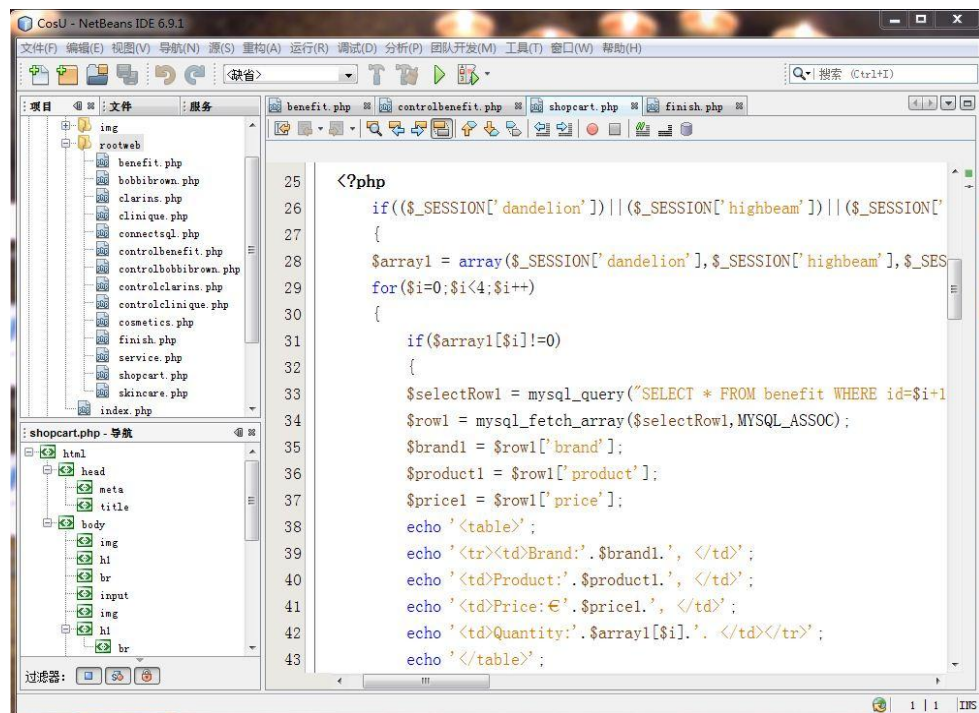 CosU - NetBeans IDE 6.9.1
文件(F) 编辑(E) 视图(V) 导航(N) 源(S) 重构(A) 运行(R) 调试(D) 分析(P) 团队开发(M) 工具(T) 窗口(W) 帮助(H)
<缺省>
搜索 (Ctrl+I)
项目 文件 服务
img
rootweb
benefit.php
bobbibrown.php
clarins.php
clinique.php
connectsql.php
controlbenefit.php
controlbobbibrown.php
controlclarins.php
controlclinique.php
cosmetics.php
finish.php
service.php
shopcart.php
skincare.php
index.php
shopcart.php - 导航
html
head
meta
title
body
img
h1
br
input
img
h1
br
过滤器:
benefit.php controlbenefit.php shopcart.php finish.php
25 <?php
26 if(($_SESSION['dandelion'])||($_SESSION['highbeam'])||($_SESSION['
27 {
28 $array1 = array($_SESSION['dandelion'],$_SESSION['highbeam'],$_SES
29 for($i=0;$i<4;$i++)
30 {
31 if($array1[$i]!=0)
32 {
33 $selectRow1 = mysql_query("SELECT * FROM benefit WHERE id=$i+1
34 $row1 = mysql_fetch_array($selectRow1,MYSQL_ASSOC);
35 $brand1 = $row1['brand'];
36 $product1 = $row1['product'];
37 $price1 = $row1['price'];
38 echo '<table>';
39 echo '<tr><td>Brand:'.$brand1.', </td>';
40 echo '<td>Product:'.$product1.', </td>';
41 echo '<td>Price:€'.$price1.', </td>';
42 echo '<td>Quantity:'.$array1[$i].'. </td></tr>';
43 echo '</table>';
1 | 1